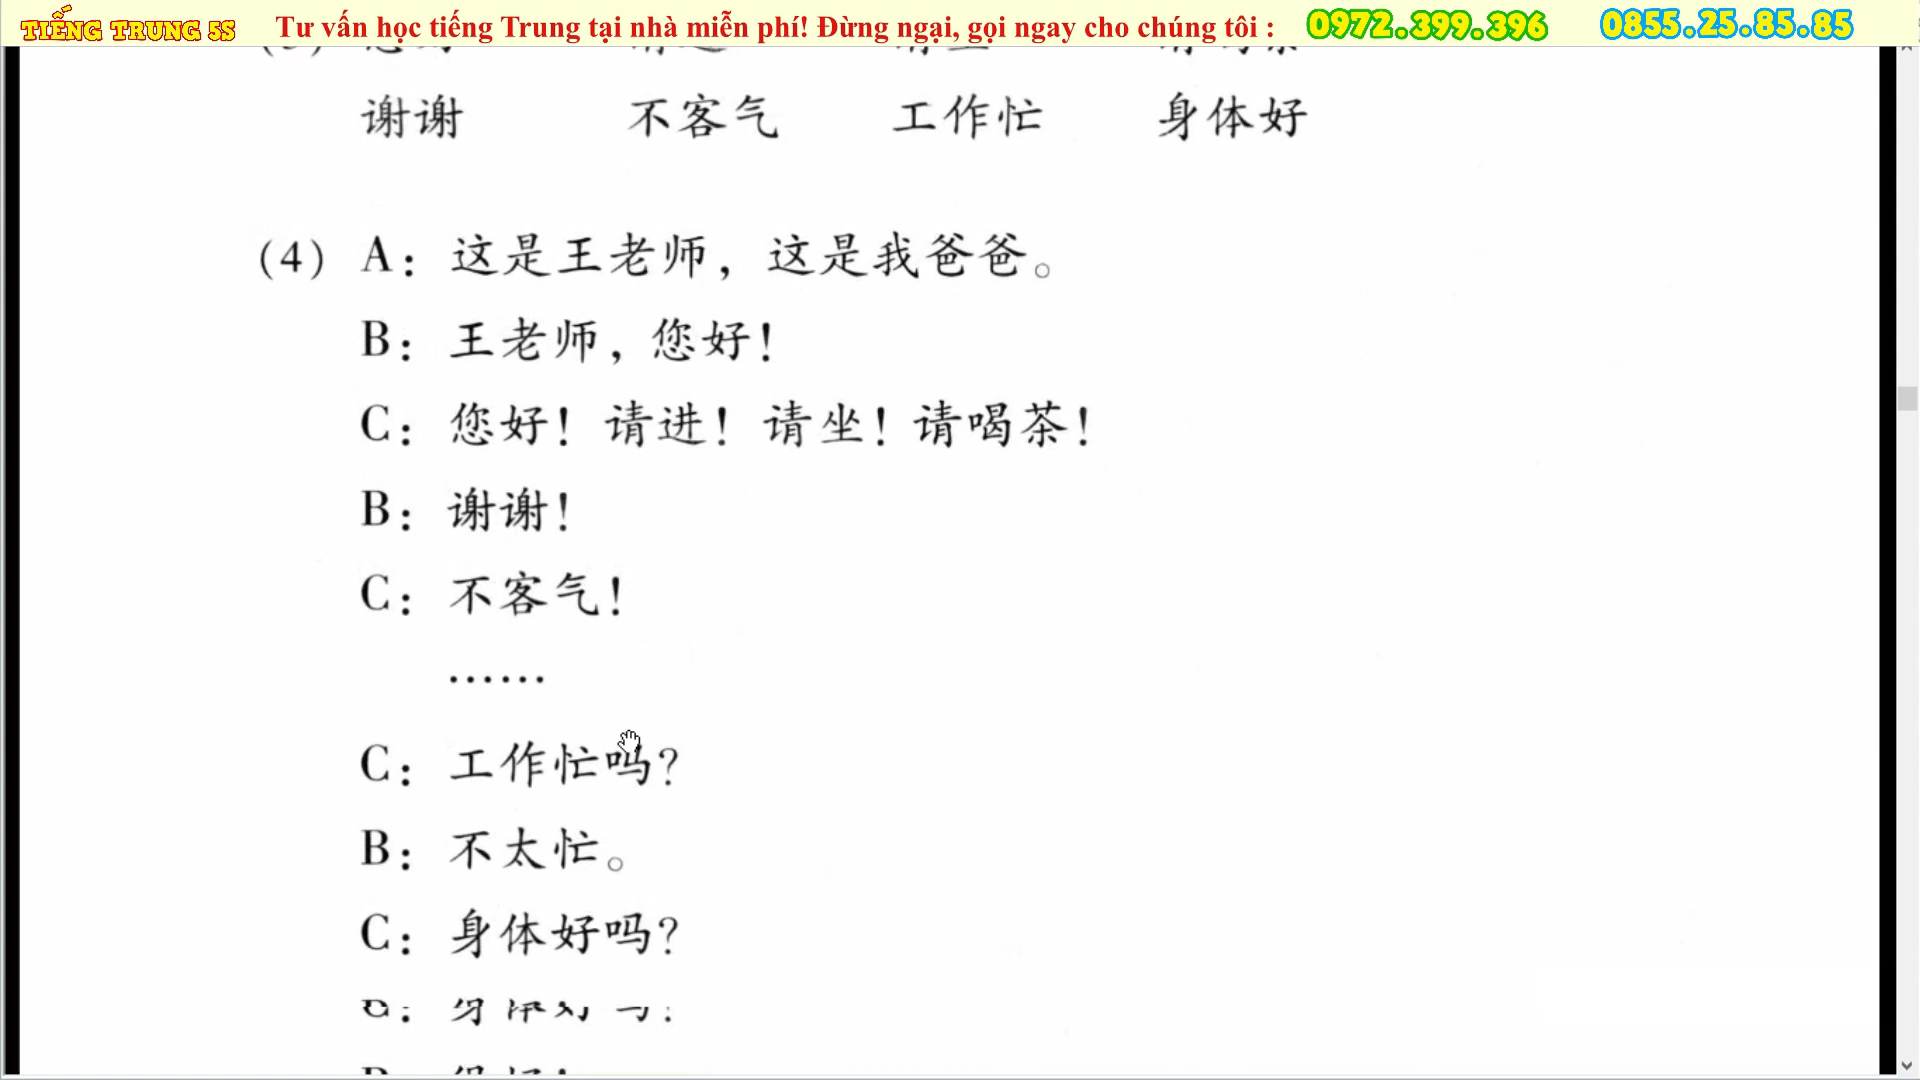 TIẾNG TRUNG 5S Tư vấn học tiếng Trung tại nhà miễn phí! Đừng ngại, gọi ngay cho chúng tôi : 0972.399.396 0855.25.85.85
谢谢 不客气 工作忙 身体好
(4) A：这是王老师，这是我爸爸。
B：王老师，您好！
C：您好！请进！请坐！请喝茶！
B：谢谢！
C：不客气！
……
C：工作忙吗？
B：不太忙。
C：身体好吗？